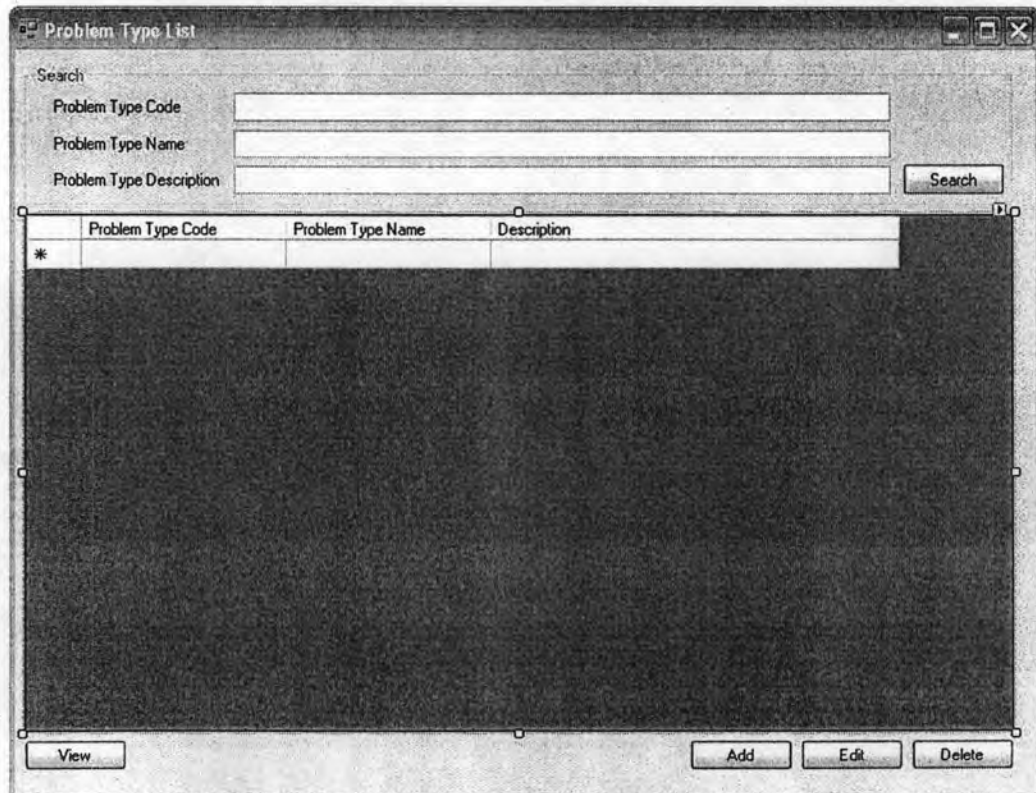 Problem Type List
Search
Problem Type Code
Problem Type Name
Problem Type Description
Search
Problem Type Code Problem Type Name Description
*
View Add Edit Delete